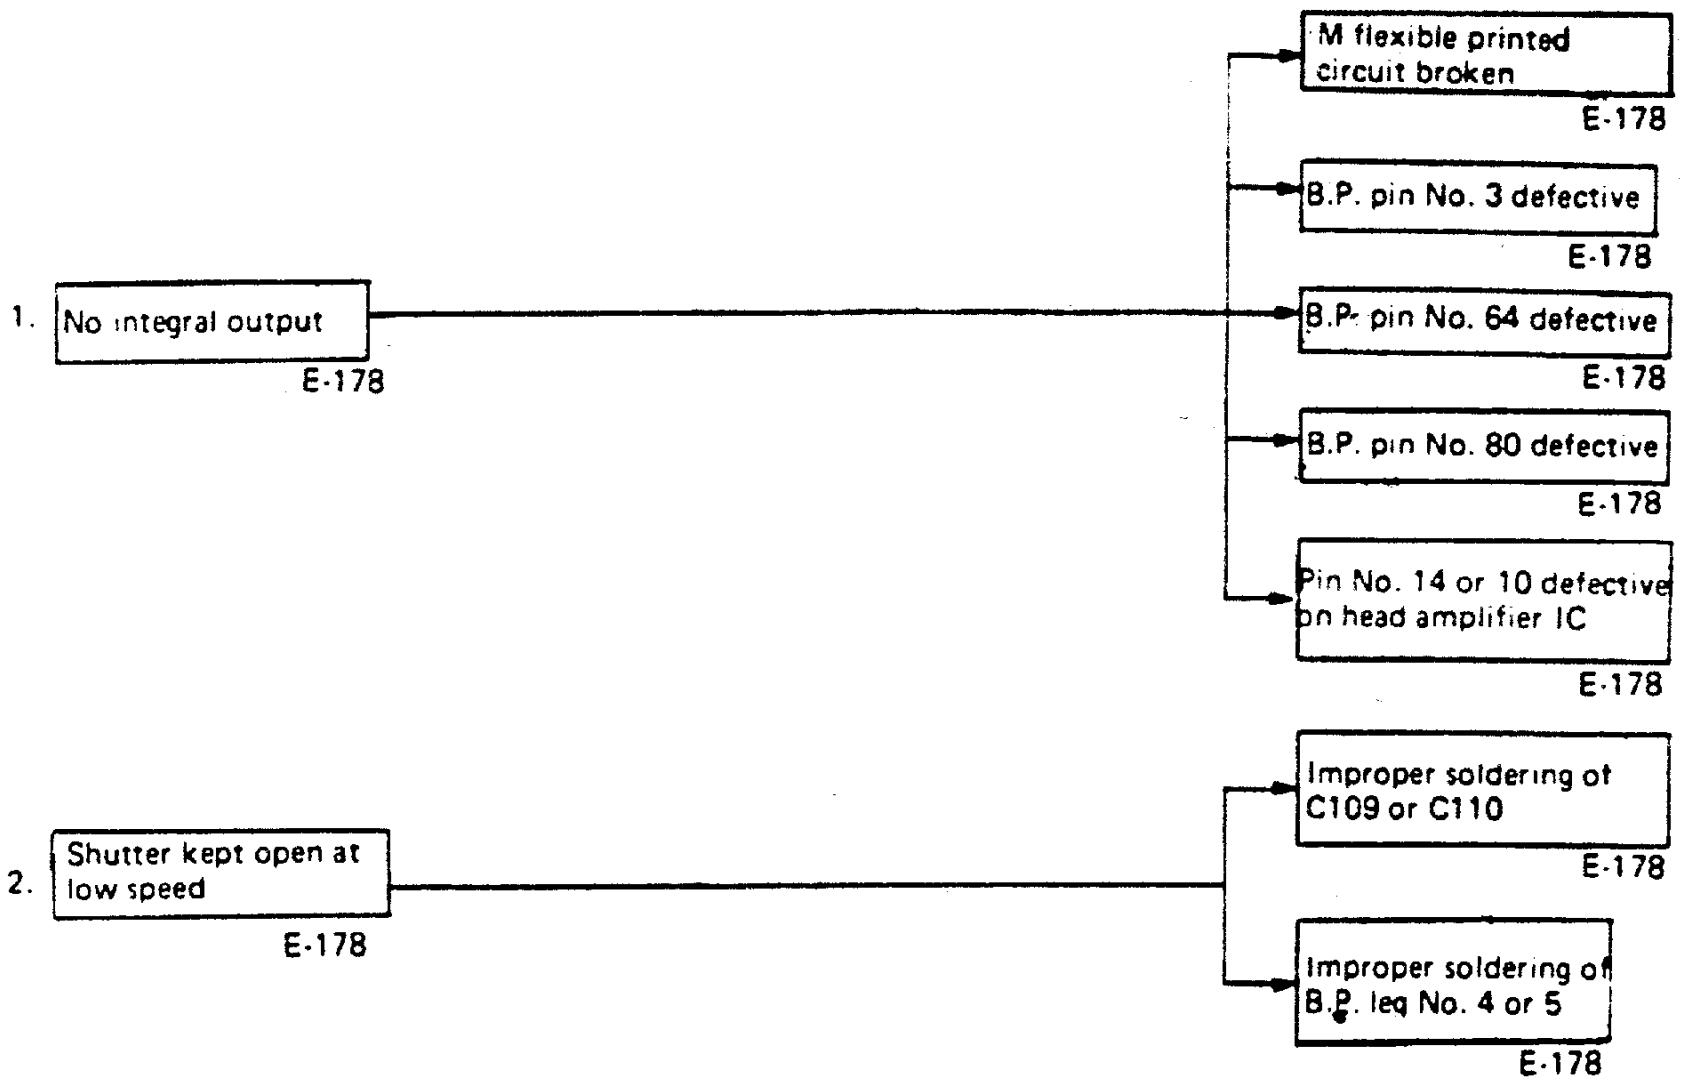 M flexible printed
circuit broken
E-178
B.P. pin No. 3 defective
E-178
1. No integral output
E-178
B.P. pin No. 64 defective
E-178
B.P. pin No. 80 defective
E-178
Pin No. 14 or 10 defective
on head amplifier IC
E-178
Improper soldering of
C109 or C110
E-178
2. Shutter kept open at
low speed
E-178
Improper soldering of
B.P. leg No. 4 or 5
E-178